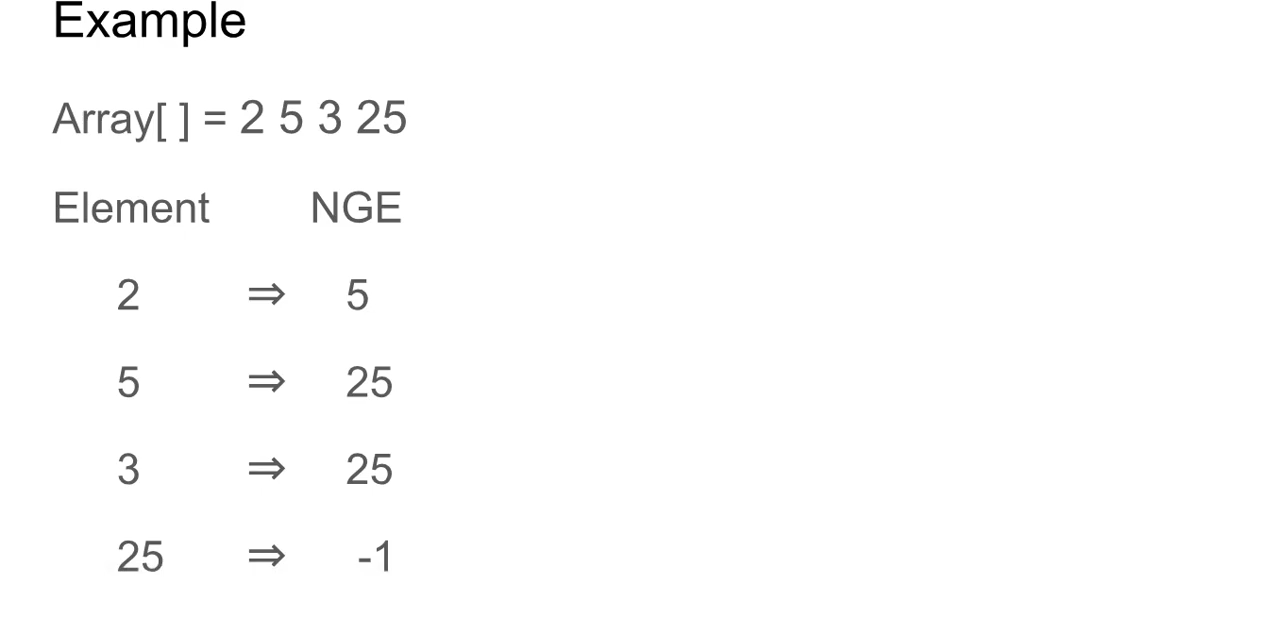 Example
Array[ ] = 2 5 3 25
Element NGE
2 ⇒ 5
5 ⇒ 25
3 ⇒ 25
25 ⇒ -1